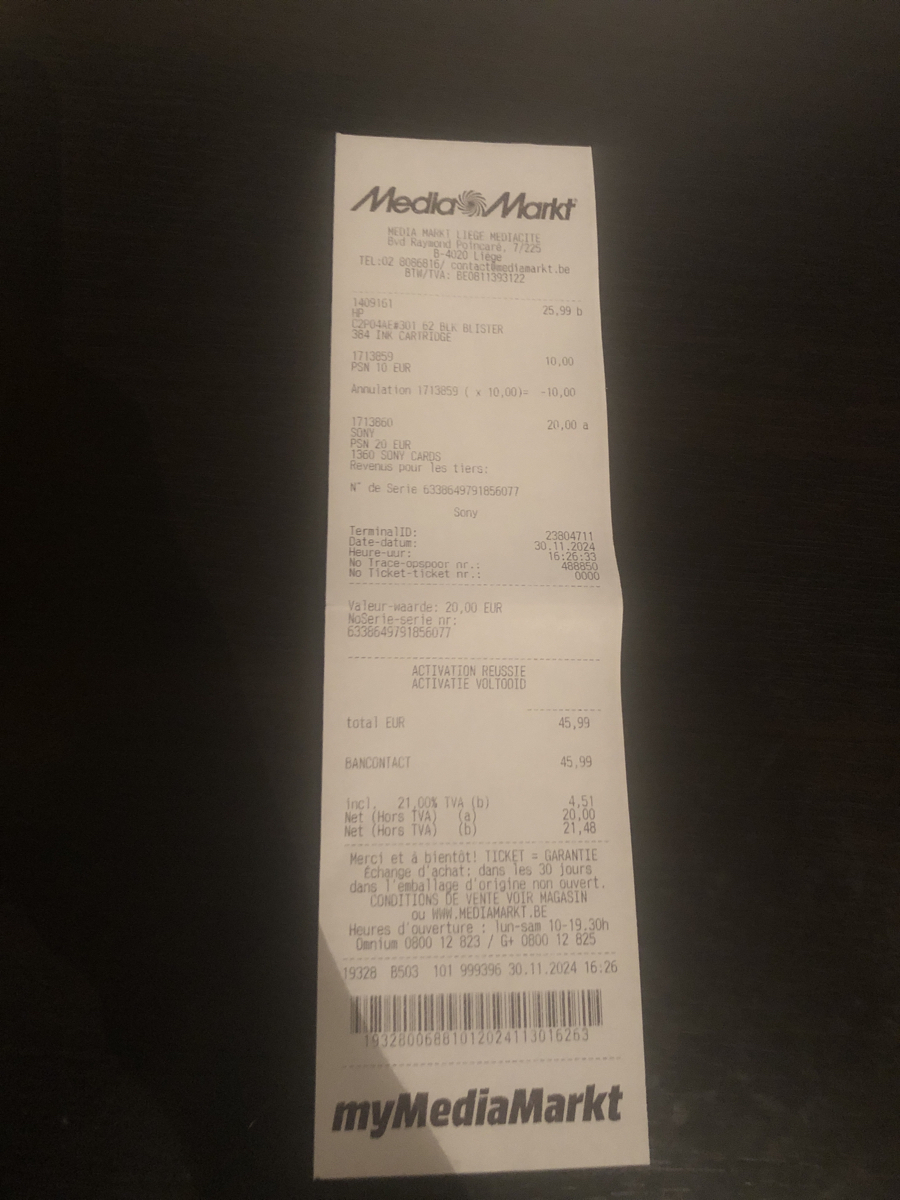 Media Markt
MEDIA MARKT LIEGE MEDIACITE
Bvd Raymond Poincaré, 7/225
B-4020 Liège
TEL:02 8086816/ contact@mediamarkt.be
BTW/TVA: BE0811393122
1409161 25,99 b
HP
C2P04AE#301 62 BLK BLISTER
384 INK CARTRIDGE
1713859 10,00
PSN 10 EUR
Annulation 1713859 ( x 10,00)= -10,00
1713860 20,00 a
SONY
PSN 20 EUR
1360 SONY CARDS
Revenus pour les tiers:
N° de Serie 6338649791856077
Sony
TerminalID: 23804711
Date-datum: 30.11.2024
Heure-uur: 16:26:33
No Trace-opspoor nr.: 488850
No Ticket-ticket nr.: 0000
Valeur-waarde: 20,00 EUR
NoSerie-serie nr:
6338649791856077
ACTIVATION REUSSIE
ACTIVATIE VOLTOOID
total EUR 45,99
BANCONTACT 45,99
Incl. 21,00% TVA (b) 4,51
Net (Hors TVA) (a) 20,00
Net (Hors TVA) (b) 21,48
Merci et á bientôt! TICKET = GARANTIE
Échange d'achat: dans les 30 jours
dans l'emballage d'origine non ouvert.
CONDITIONS DE VENTE VOIR MAGASIN
ou WWW.MEDIAMARKT.BE
Heures d'ouverture : lun-sam 10-19.30h
Omnium 0800 12 823 / G+ 0800 12 825
19328 B503 101 999396 30.11.2024 16:26
19328006881012024113016263
myMediaMarkt